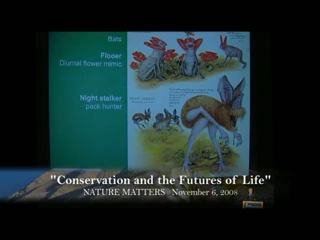 Bats
Flooer
Diurnal flower mimic
Night stalker
pack hunter
"Conservation and the Futures of Life"
NATURE MATTERS November 6, 2008